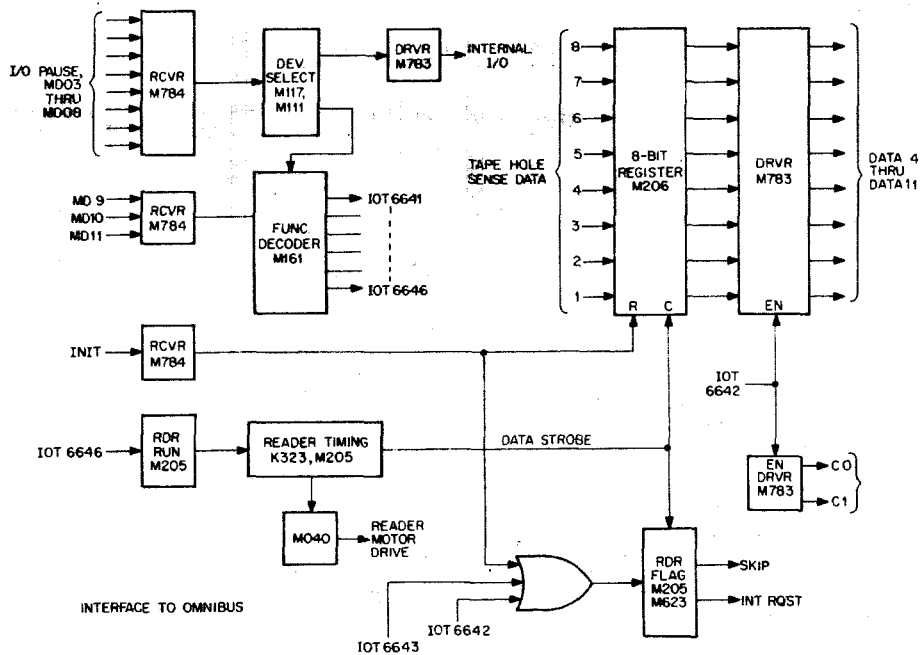 I/O PAUSE,
MD03
THRU
MD08
RCVR
M784
DEV.
SELECT
M117,
M111
DRVR
M783
INTERNAL
I/O
MD 9
MD10
MD11
RCVR
M784
FUNC.
DECODER
M161
IOT 6641
IOT 6646
TAPE HOLE
SENSE DATA
8
7
6
5
4
3
2
1
8-BIT
REGISTER
M206
R C
DRVR
M783
EN
DATA 4
THRU
DATA 11
INIT
RCVR
M784
IOT
6642
IOT 6646
RDR
RUN
M205
READER TIMING
K323, M205
DATA STROBE
EN
DRVR
M783
C0
C1
M040
READER
MOTOR
DRIVE
RDR
FLAG
M205
M623
SKIP
INT RQST
INTERFACE TO OMNIBUS
IOT 6642
IOT 6643